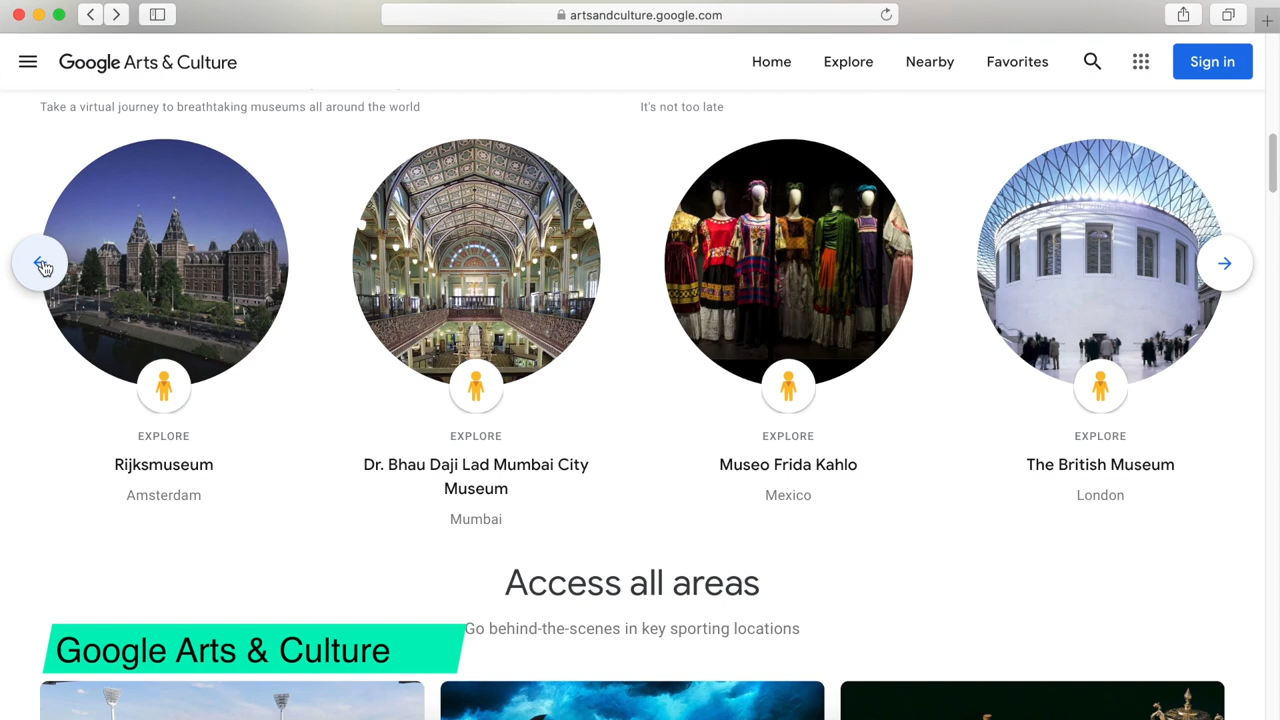 artsandculture.google.com
Google Arts & Culture
Home
Explore
Nearby
Favorites
Sign in
Take a virtual journey to breathtaking museums all around the world
It's not too late
EXPLORE
Rijksmuseum
Amsterdam
EXPLORE
Dr. Bhau Daji Lad Mumbai City
Museum
Mumbai
EXPLORE
Museo Frida Kahlo
Mexico
EXPLORE
The British Museum
London
Access all areas
Go behind-the-scenes in key sporting locations
Google Arts & Culture